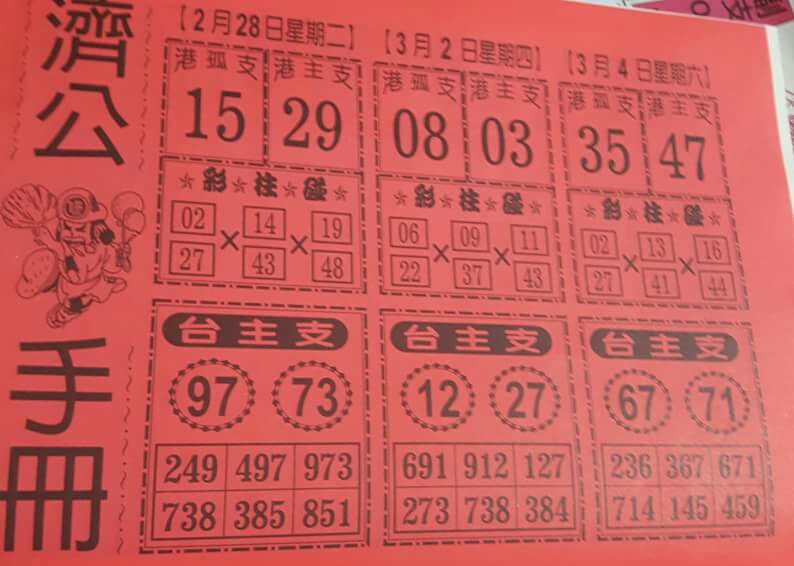 濟公手冊
【2月28日星期二】
港孤支 港主支
15 29
☆彩☆柱☆碰☆
02 × 14 × 19
27 43 48
台主支
97 73
249 497 973
738 385 851
【3月2日星期四】
港孤支 港主支
08 03
☆彩☆柱☆碰☆
06 × 09 × 11
22 37 43
台主支
12 27
691 912 127
273 738 384
【3月4日星期六】
港孤支 港主支
35 47
☆彩☆柱☆碰☆
02 × 13 × 16
27 41 44
台主支
67 71
236 367 671
714 145 459